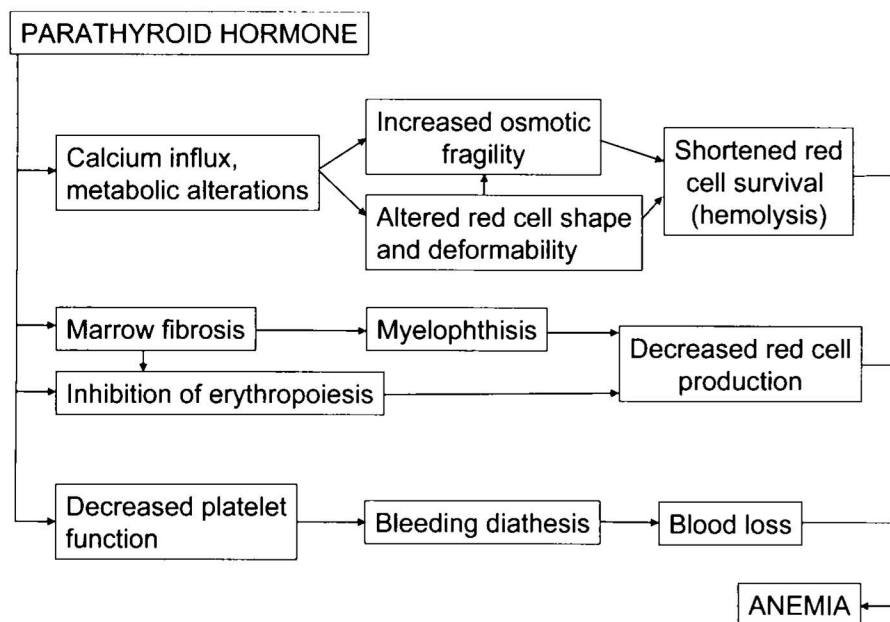 PARATHYROID HORMONE
Calcium influx,
metabolic alterations
Increased osmotic
fragility
Altered red cell shape
and deformability
Shortened red
cell survival
(hemolysis)
Marrow fibrosis
Myelophthisis
Inhibition of erythropoiesis
Decreased red cell
production
Decreased platelet
function
Bleeding diathesis
Blood loss
ANEMIA